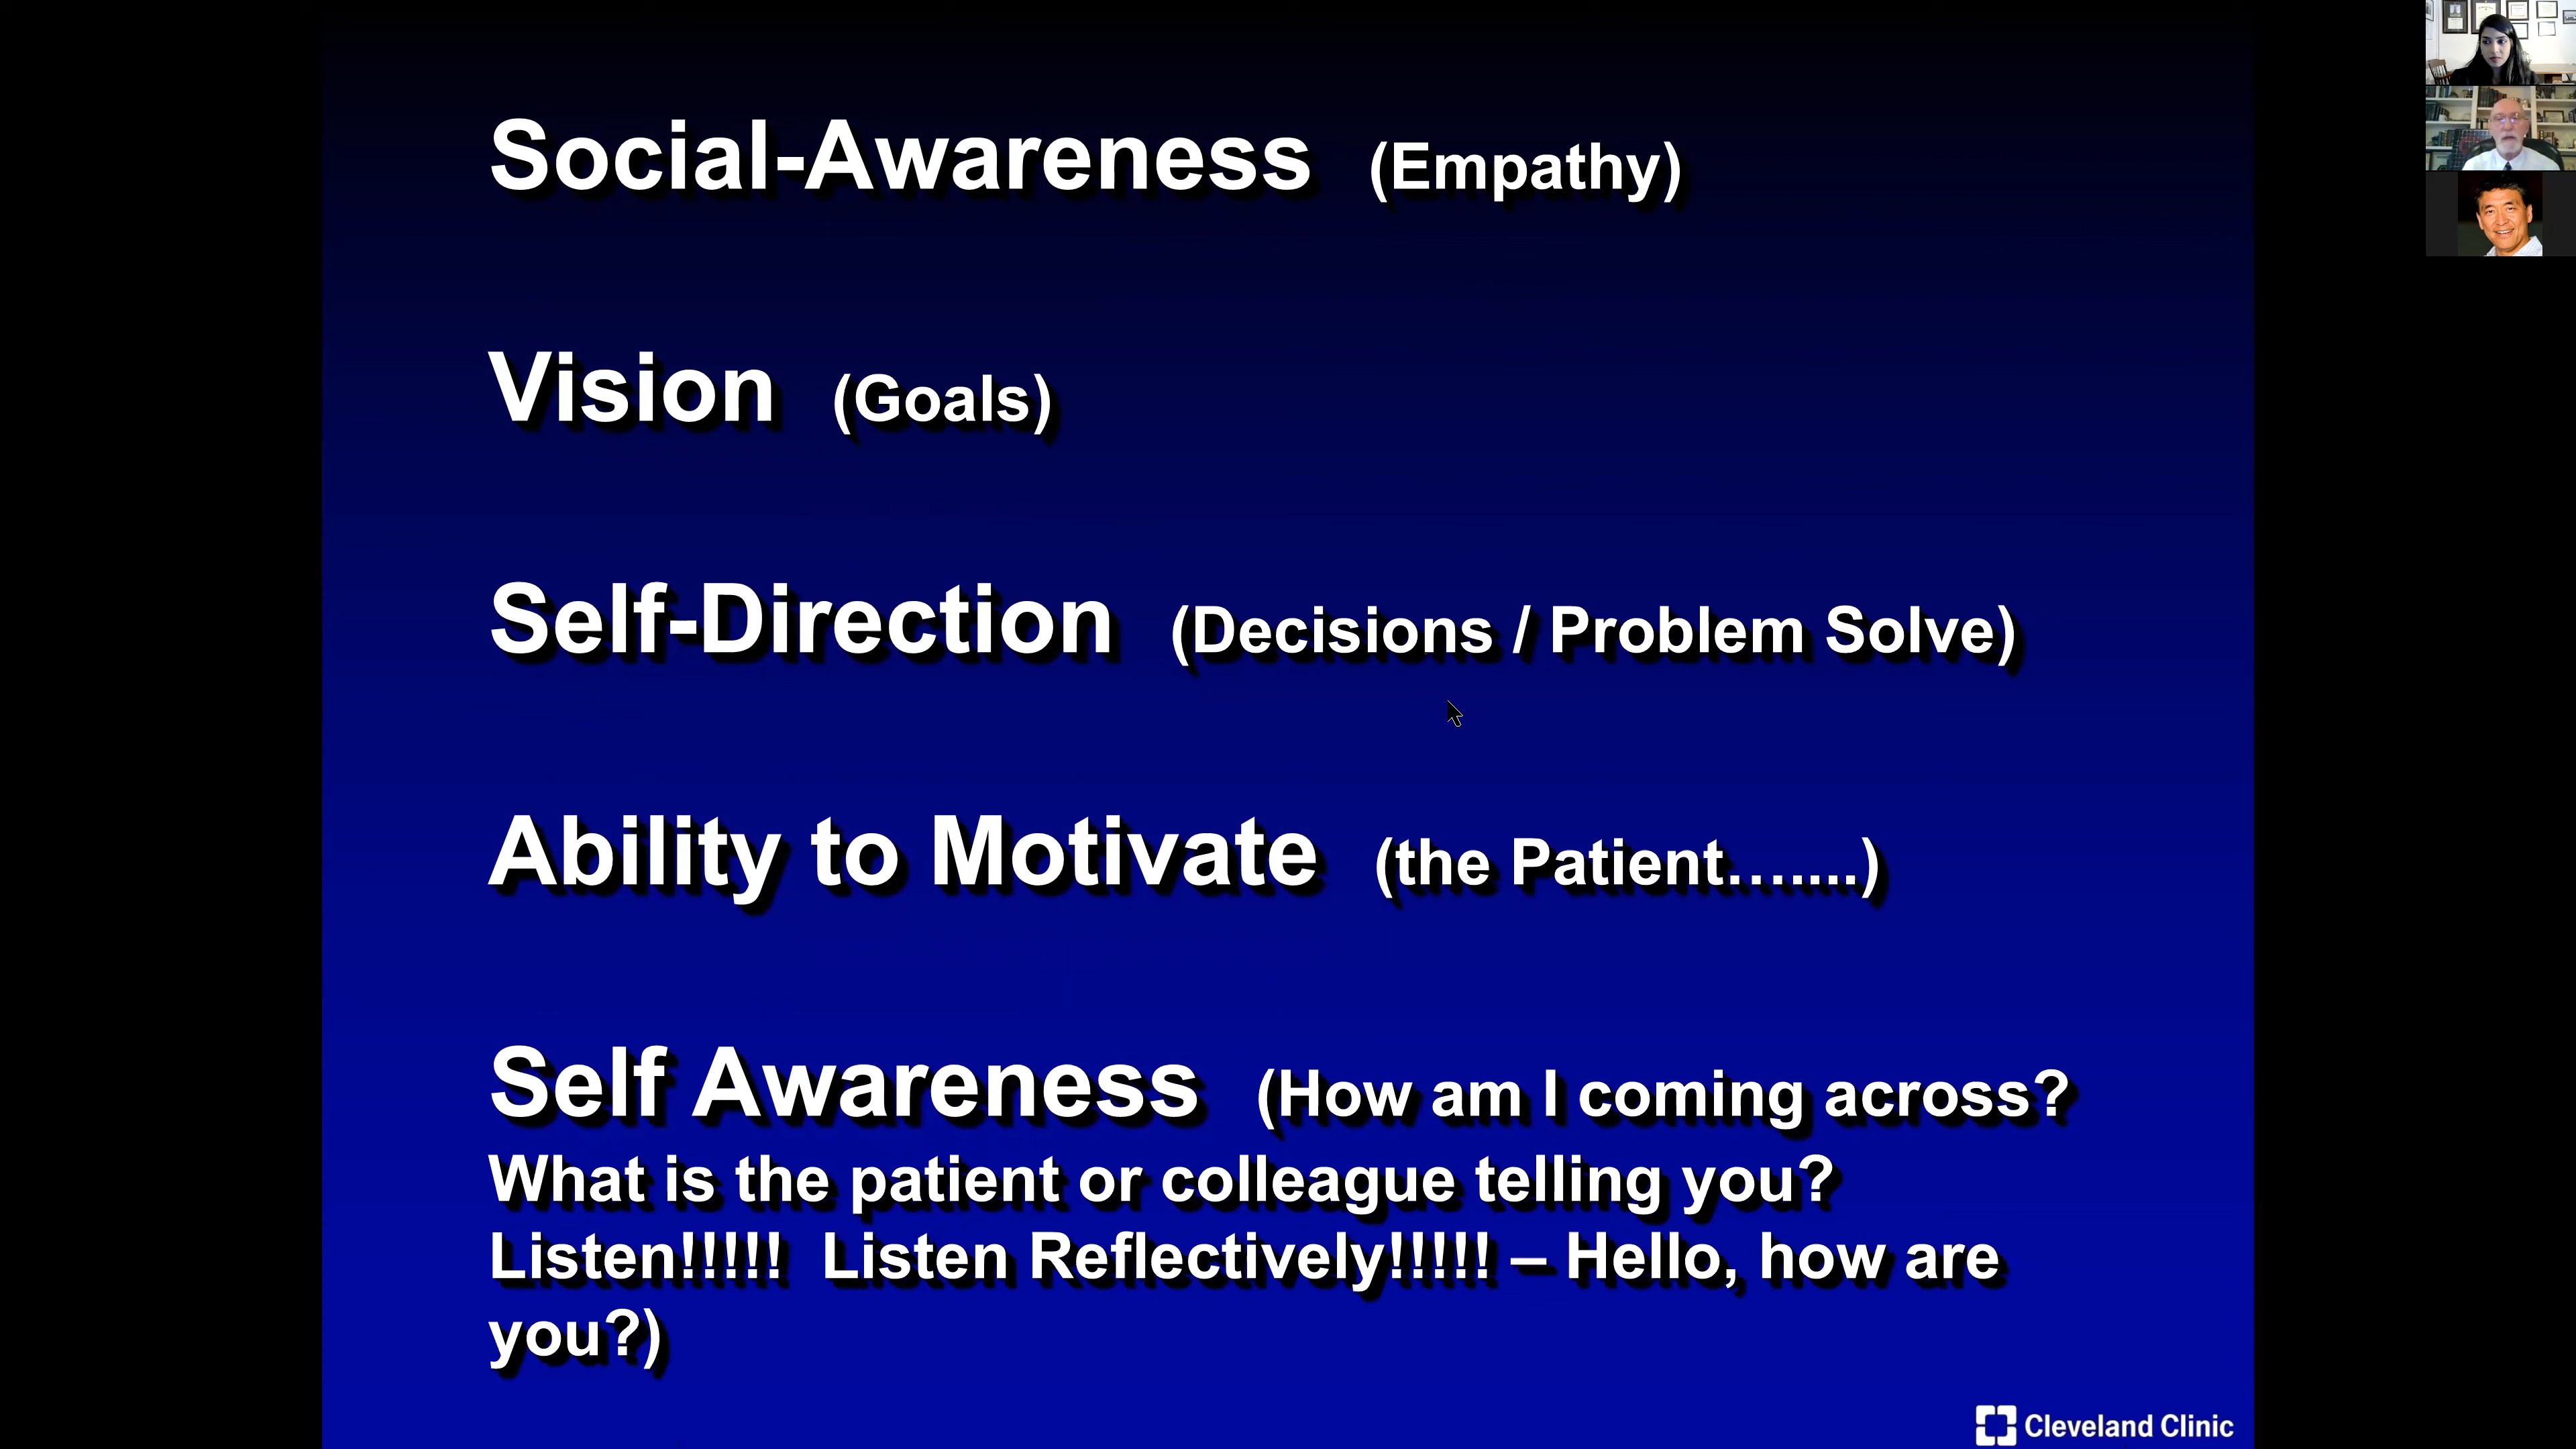 Social-Awareness (Empathy)
Vision (Goals)
Self-Direction (Decisions / Problem Solve)
Ability to Motivate (the Patient…....)
Self Awareness (How am I coming across?
What is the patient or colleague telling you?
Listen!!!!! Listen Reflectively!!!!! – Hello, how are
you?)
Cleveland Clinic